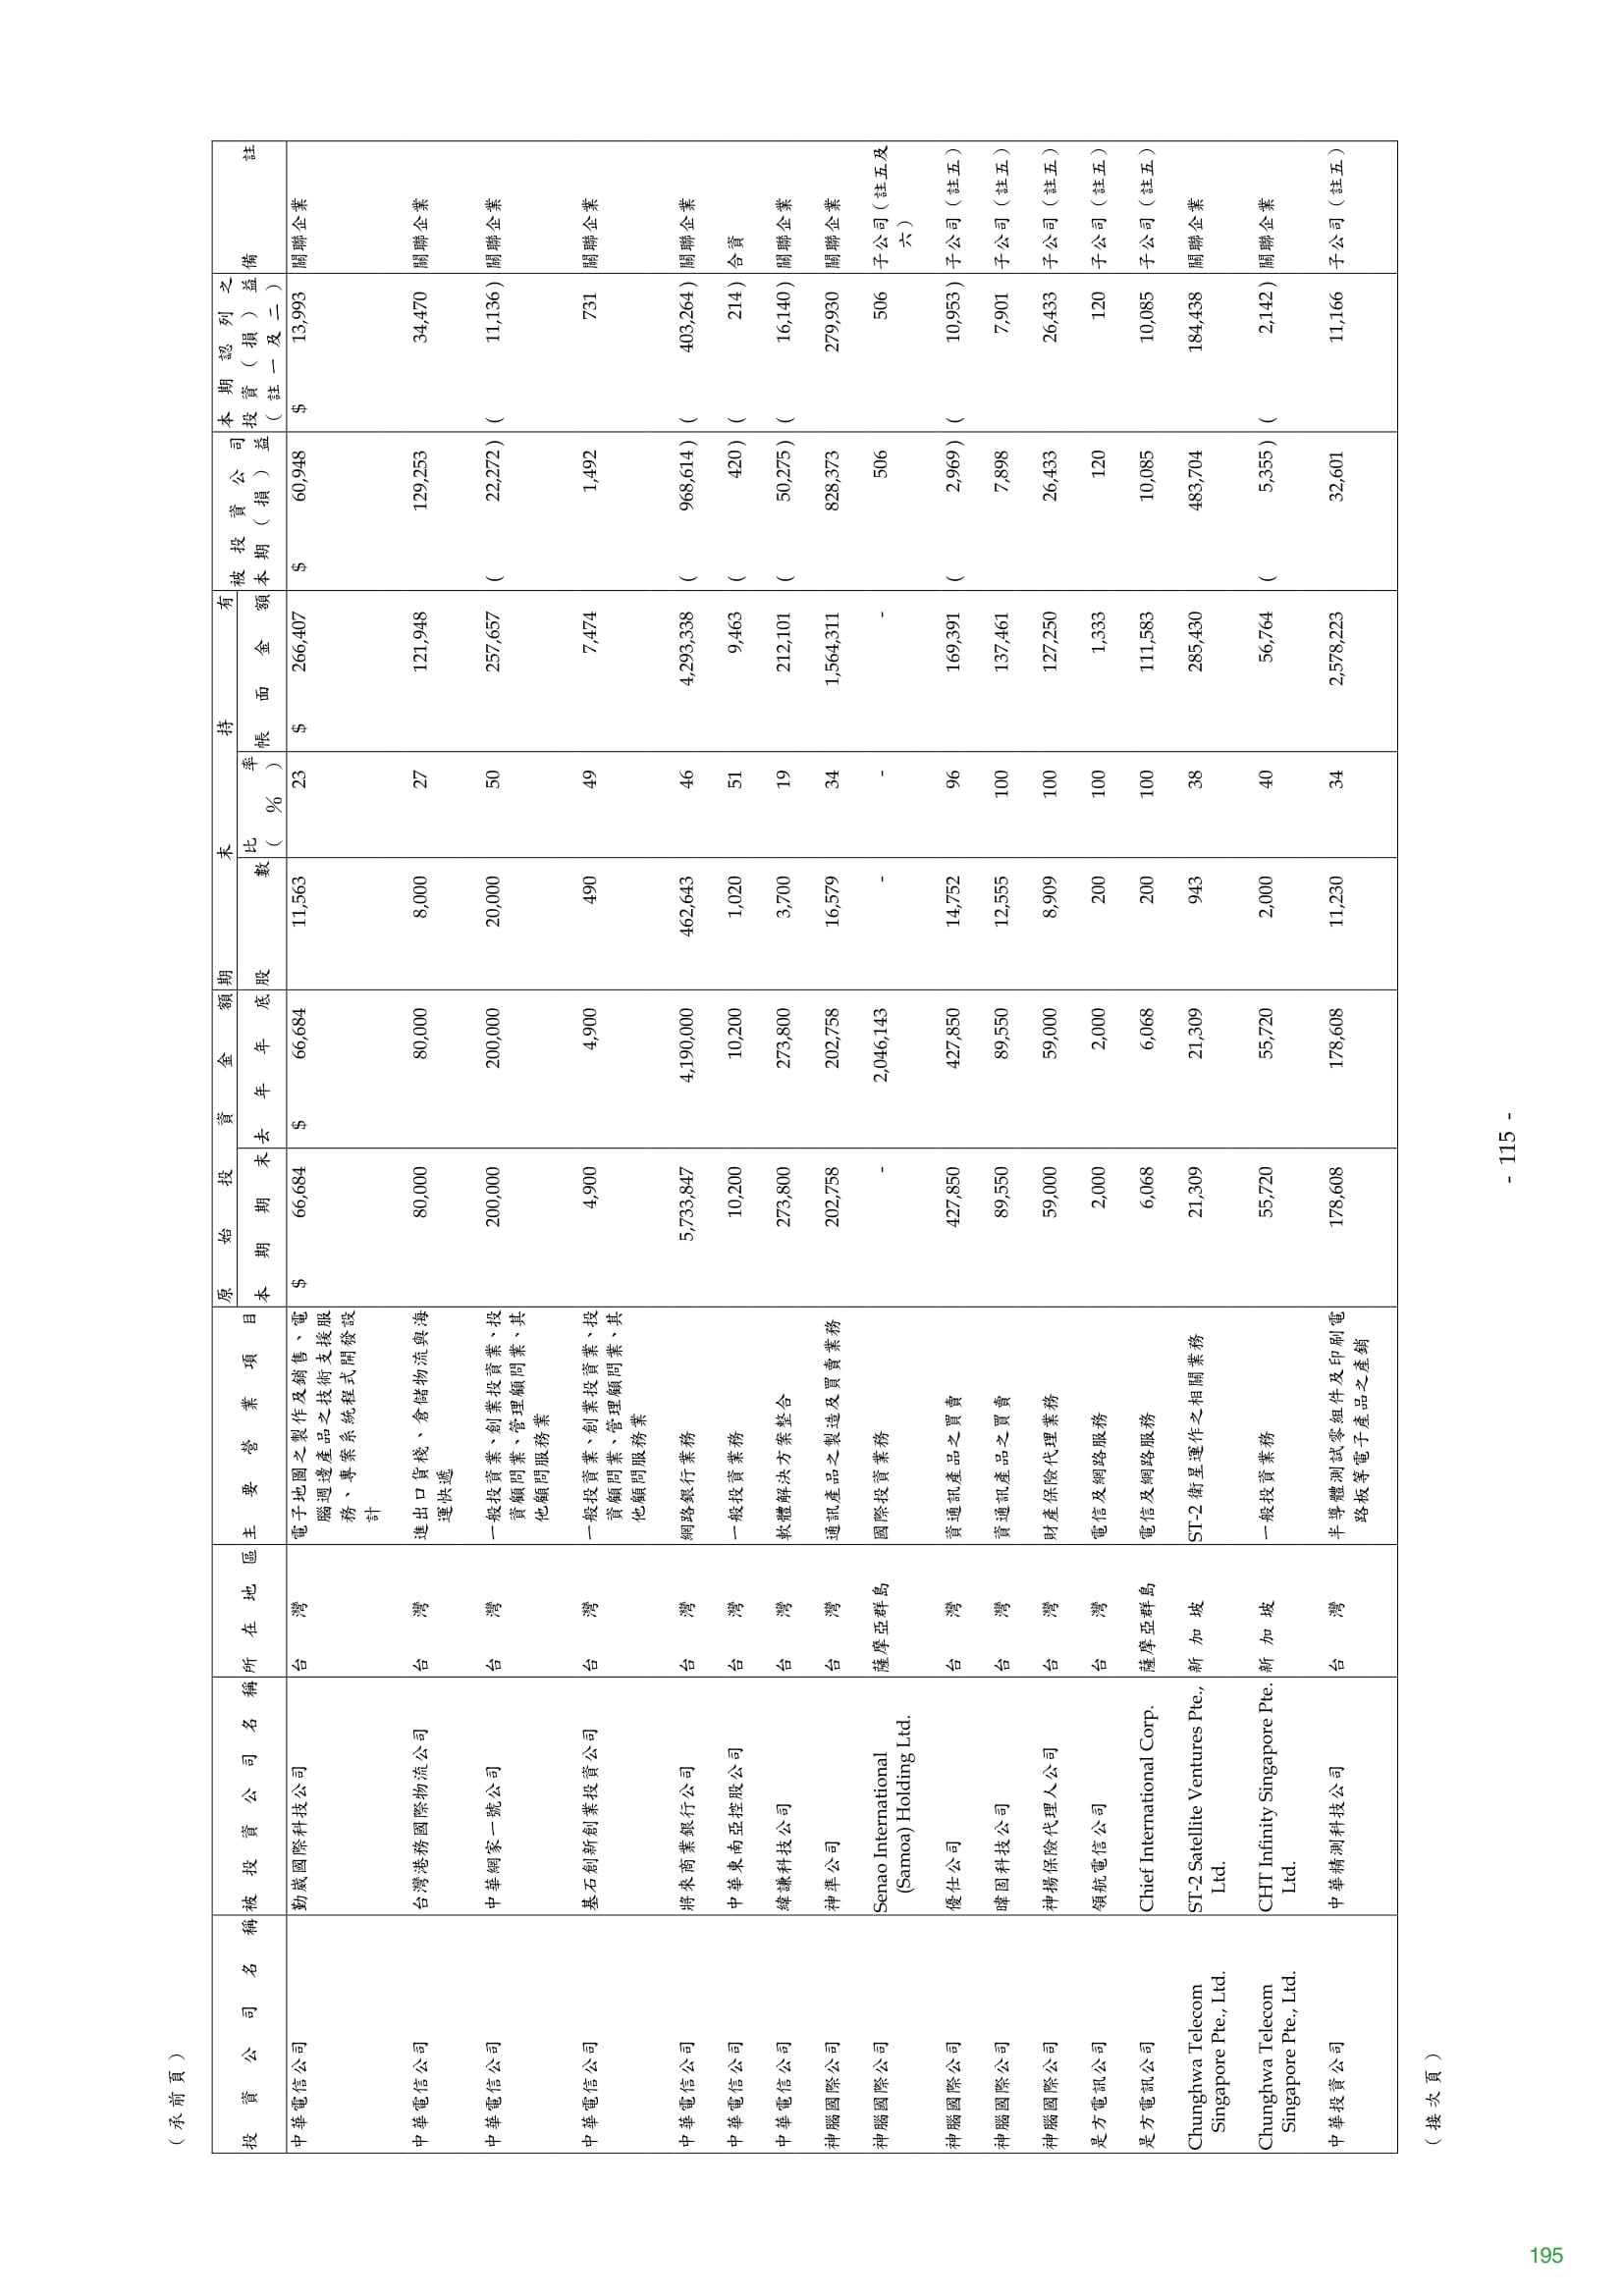 （承前頁）
投資公司名稱 被投資公司名稱 所在地區 主要營業項目 原始投資金額 期末持有 被投資公司 本期認列之 備註
本期末 去年年底 股數 比率 帳面金額 本期（損）益 投資（損）益
（%） （註一及二）
中華電信公司 勤崴國際科技公司 台灣 電子地圖之製作及銷售、電 $ 66,684 $ 66,684 11,563 23 $ 266,407 $ 60,948 $ 13,993 關聯企業
腦週邊產品之技術支援服
務、專案系統程式開發設
計
中華電信公司 台灣港務國際物流公司 台灣 進出口貨棧、倉儲物流與海 80,000 80,000 8,000 27 121,948 129,253 34,470 關聯企業
運快遞
中華電信公司 中華網家一號公司 台灣 一般投資業、創業投資業、投 200,000 200,000 20,000 50 257,657 ( 22,272 ) ( 11,136 ) 關聯企業
資顧問業、管理顧問業、其
他顧問服務業
中華電信公司 基石創新創業投資公司 台灣 一般投資業、創業投資業、投 4,900 4,900 490 49 7,474 1,492 731 關聯企業
資顧問業、管理顧問業、其
他顧問服務業
中華電信公司 將來商業銀行公司 台灣 網路銀行業務 5,733,847 4,190,000 462,643 46 4,293,338 ( 968,614 ) ( 403,264 ) 關聯企業
中華電信公司 中華東南亞控股公司 台灣 一般投資業務 10,200 10,200 1,020 51 9,463 ( 420 ) ( 214 ) 合資
中華電信公司 緯謙科技公司 台灣 軟體解決方案整合 273,800 273,800 3,700 19 212,101 ( 50,275 ) ( 16,140 ) 關聯企業
神腦國際公司 神準公司 台灣 通訊產品之製造及買賣業務 202,758 202,758 16,579 34 1,564,311 828,373 279,930 關聯企業
神腦國際公司 Senao International 薩摩亞群島 國際投資業務 - 2,046,143 - - - 506 506 子公司（註五及
(Samoa) Holding Ltd. 六）
神腦國際公司 優仕公司 台灣 資通訊產品之買賣 427,850 427,850 14,752 96 169,391 ( 2,969 ) ( 10,953 ) 子公司（註五）
神腦國際公司 暐固科技公司 台灣 資通訊產品之買賣 89,550 89,550 12,555 100 137,461 7,898 7,901 子公司（註五）
神腦國際公司 神揚保險代理人公司 台灣 財產保險代理業務 59,000 59,000 8,909 100 127,250 26,433 26,433 子公司（註五）
是方電訊公司 領航電信公司 台灣 電信及網路服務 2,000 2,000 200 100 1,333 120 120 子公司（註五）
是方電訊公司 Chief International Corp. 薩摩亞群島 電信及網路服務 6,068 6,068 200 100 111,583 10,085 10,085 子公司（註五）
Chunghwa Telecom ST-2 Satellite Ventures Pte., 新加坡 ST-2 衛星運作之相關業務 21,309 21,309 943 38 285,430 483,704 184,438 關聯企業
Singapore Pte., Ltd. Ltd.
Chunghwa Telecom CHT Infinity Singapore Pte. 新加坡 一般投資業務 55,720 55,720 2,000 40 56,764 ( 5,355 ) ( 2,142 ) 關聯企業
Singapore Pte., Ltd. Ltd.
中華投資公司 中華精測科技公司 台灣 半導體測試零組件及印刷電 178,608 178,608 11,230 34 2,578,223 32,601 11,166 子公司（註五）
路板等電子產品之產銷
（接次頁）
- 115 -
195